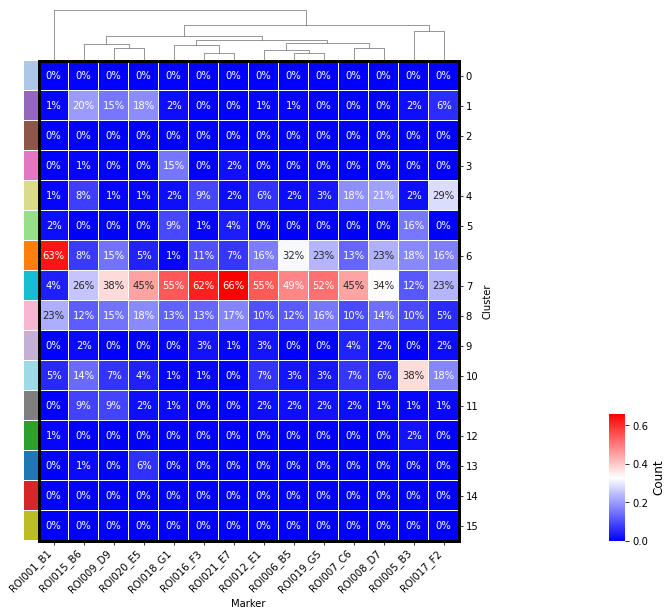 0% 0% 0% 0% 0% 0% 0% 0% 0% 0% 0% 0% 0% 0% 0
1% 20% 15% 18% 2% 0% 0% 1% 1% 0% 0% 0% 2% 6% 1
0% 0% 0% 0% 0% 0% 0% 0% 0% 0% 0% 0% 0% 0% 2
0% 1% 0% 0% 15% 0% 2% 0% 0% 0% 0% 0% 0% 0% 3
1% 8% 1% 1% 2% 9% 2% 6% 2% 3% 18% 21% 2% 29% 4
2% 0% 0% 0% 9% 1% 4% 0% 0% 0% 0% 0% 16% 0% 5
63% 8% 15% 5% 1% 11% 7% 16% 32% 23% 13% 23% 18% 16% 6
4% 26% 38% 45% 55% 62% 66% 55% 49% 52% 45% 34% 12% 23% 7
Cluster
23% 12% 15% 18% 13% 13% 17% 10% 12% 16% 10% 14% 10% 5% 8
0% 2% 0% 0% 0% 3% 1% 3% 0% 0% 4% 2% 0% 2% 9
5% 14% 7% 4% 1% 1% 0% 7% 3% 3% 7% 6% 38% 18% 10
0% 9% 9% 2% 1% 0% 0% 2% 2% 2% 2% 1% 1% 1% 11
1% 0% 0% 0% 0% 0% 0% 0% 0% 0% 0% 0% 2% 0% 12
0% 1% 0% 6% 0% 0% 0% 0% 0% 0% 0% 0% 0% 0% 13
0% 0% 0% 0% 0% 0% 0% 0% 0% 0% 0% 0% 0% 0% 14
0% 0% 0% 0% 0% 0% 0% 0% 0% 0% 0% 0% 0% 0% 15
ROI001_B1 ROI015_B6 ROI009_D9 ROI020_E5 ROI018_G1 ROI016_F3 ROI021_E7 ROI012_E1 ROI006_B5 ROI019_G5 ROI007_C6 ROI008_D7 ROI005_B3 ROI017_F2
Marker
0.6
0.4
0.2
0.0
Count